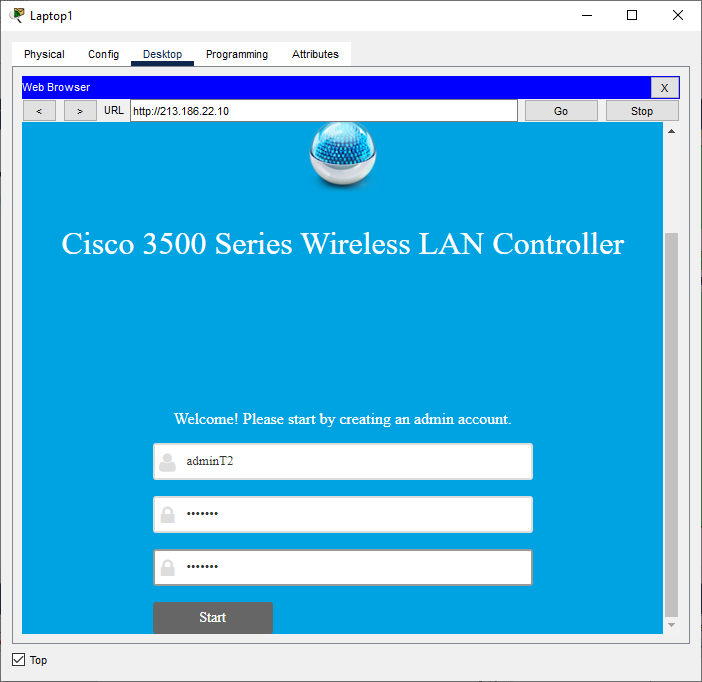 Laptop1
Physical Config Desktop Programming Attributes
Web Browser X
< > URL http://213.186.22.10 Go Stop
Cisco 3500 Series Wireless LAN Controller
Welcome! Please start by creating an admin account.
adminT2
•••••••
•••••••
Start
Top